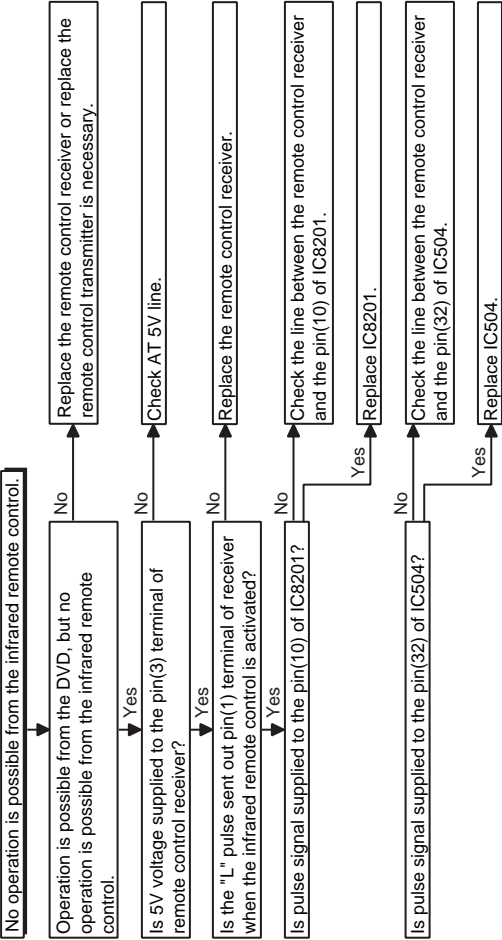 No operation is possible from the infrared remote control.
Operation is possible from the DVD, but no
operation is possible from the infrared remote
control.
No
Replace the remote control receiver or replace the
remote control transmitter is necessary.
Yes
Is 5V voltage supplied to the pin(3) terminal of
remote control receiver?
No
Check AT 5V line.
Yes
Is the "L" pulse sent out pin(1) terminal of receiver
when the infrared remote control is activated?
No
Replace the remote control receiver.
Yes
Is pulse signal supplied to the pin(10) of IC8201?
No
Check the line between the remote control receiver
and the pin(10) of IC8201.
Yes
Replace IC8201.
Is pulse signal supplied to the pin(32) of IC504?
No
Check the line between the remote control receiver
and the pin(32) of IC504.
Yes
Replace IC504.